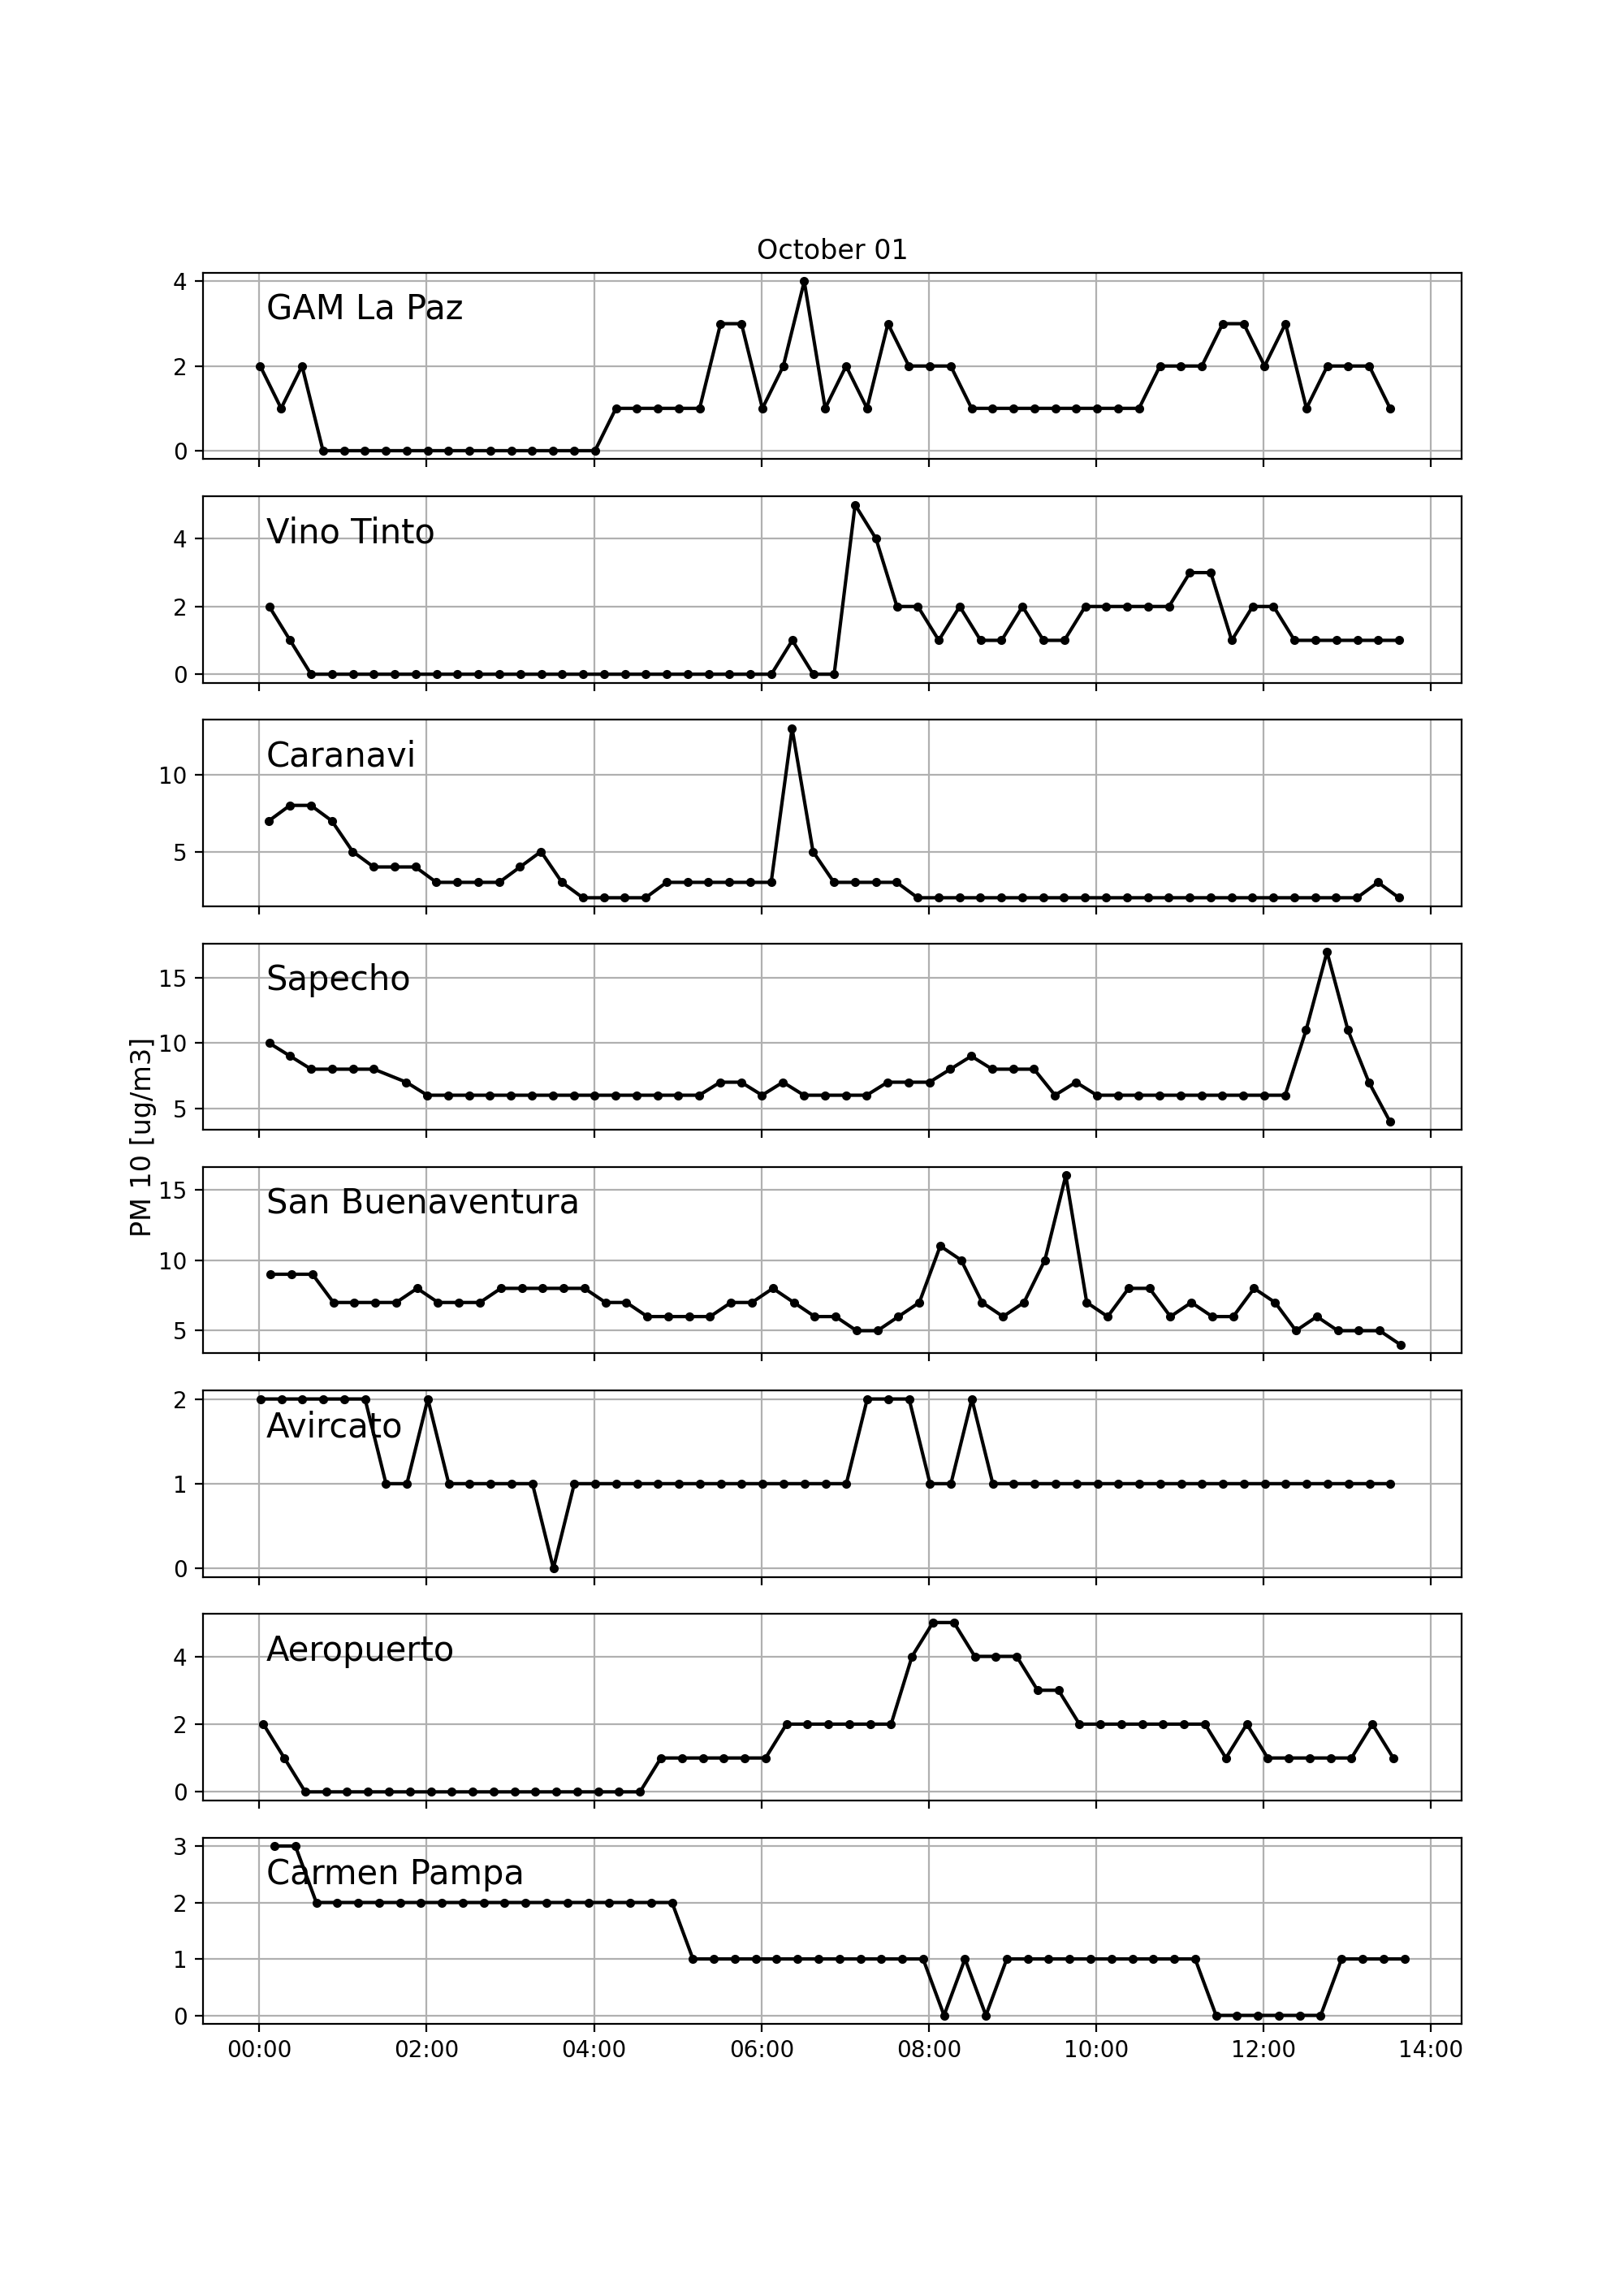 October 01
4
GAM La Paz
2
0
Vino Tinto
4
2
0
Caranavi
10
5
Sapecho
15
10
5
PM 10 [ug/m3]
San Buenaventura
15
10
5
2
Avircato
1
0
Aeropuerto
4
2
0
3
Carmen Pampa
2
1
0
00:00 02:00 04:00 06:00 08:00 10:00 12:00 14:00